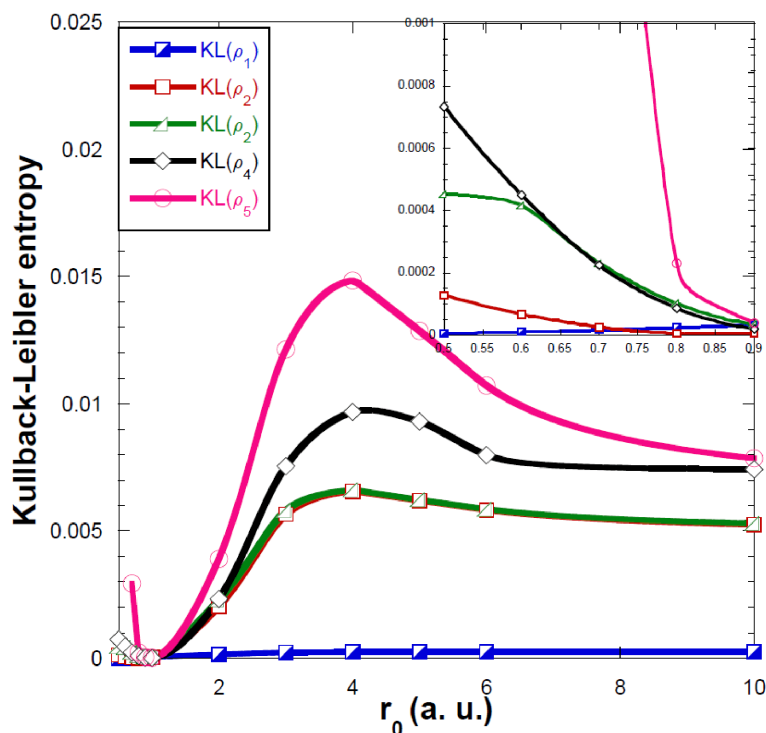 Kullback-Leibler entropy
0.025
0.02
0.015
0.01
0.005
0
KL(ρ1)
KL(ρ2)
KL(ρ2)
KL(ρ4)
KL(ρ5)
0.001
0.0008
0.0006
0.0004
0.0002
0
0.5 0.55 0.6 0.65 0.7 0.75 0.8 0.85 0.9
2 4 6 8 10
r0 (a. u.)